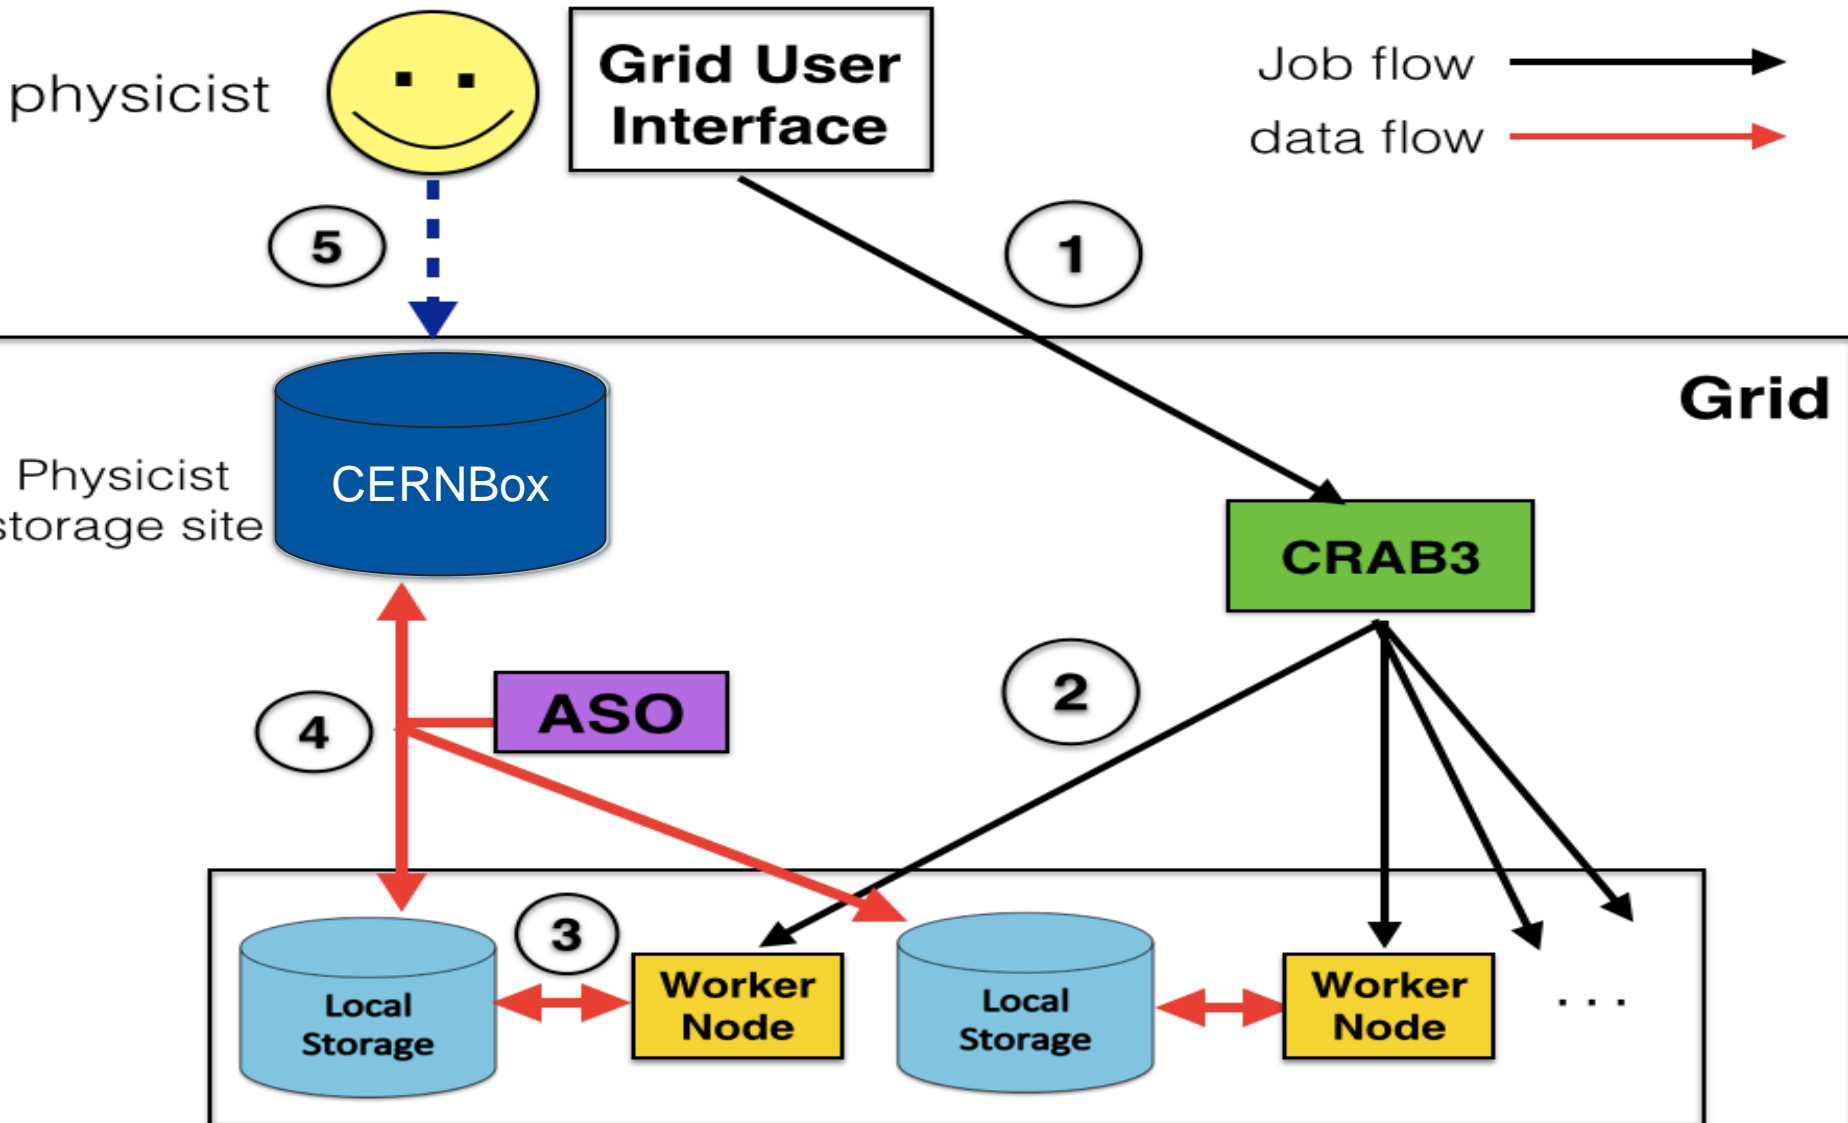 physicist
Grid User
Interface
Job flow
data flow
5
1
Grid
Physicist
storage site
CERNBox
CRAB3
2
ASO
4
3
Local
Storage
Worker
Node
Local
Storage
Worker
Node
...